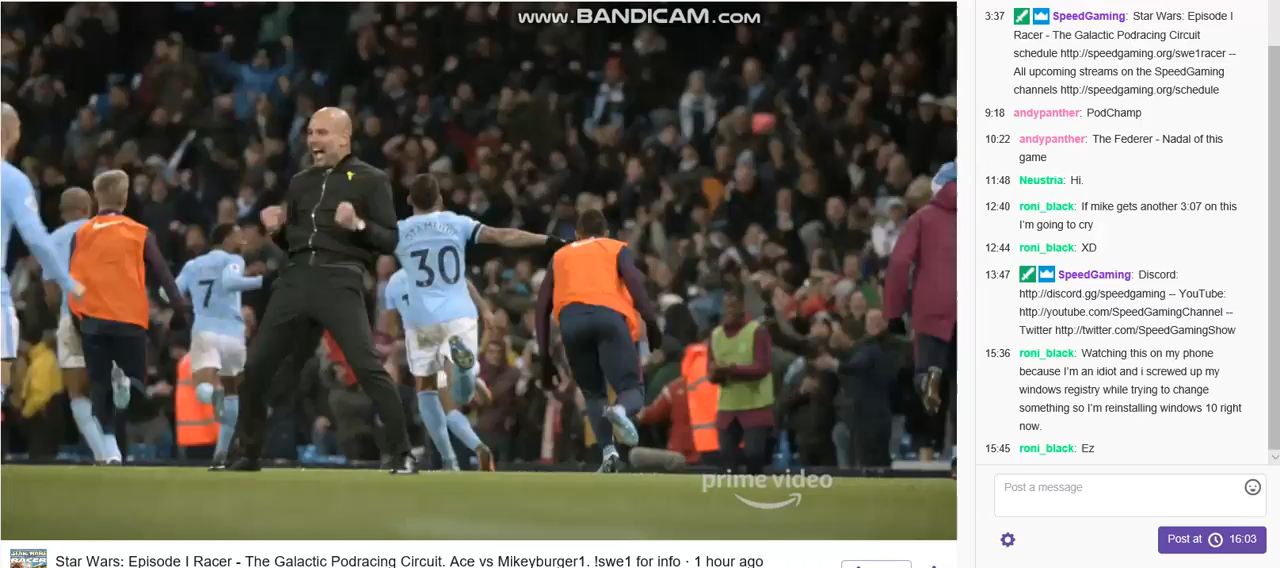 www.BANDICAM.com
7
30
prime video
Star Wars: Episode I Racer - The Galactic Podracing Circuit. Ace vs Mikeyburger1. !swe1 for info · 1 hour ago
3:37 SpeedGaming: Star Wars: Episode I
Racer - The Galactic Podracing Circuit
schedule http://speedgaming.org/swe1racer --
All upcoming streams on the SpeedGaming
channels http://speedgaming.org/schedule
9:18 andypanther: PodChamp
10:22 andypanther: The Federer - Nadal of this
game
11:48 Neustria: Hi.
12:40 roni_black: If mike gets another 3:07 on this
I'm going to cry
12:44 roni_black: XD
13:47 SpeedGaming: Discord:
http://discord.gg/speedgaming -- YouTube:
http://youtube.com/SpeedGamingChannel --
Twitter http://twitter.com/SpeedGamingShow
15:36 roni_black: Watching this on my phone
because I'm an idiot and i screwed up my
windows registry while trying to change
something so I'm reinstalling windows 10 right
now.
15:45 roni_black: Ez
Post a message
Post at 16:03